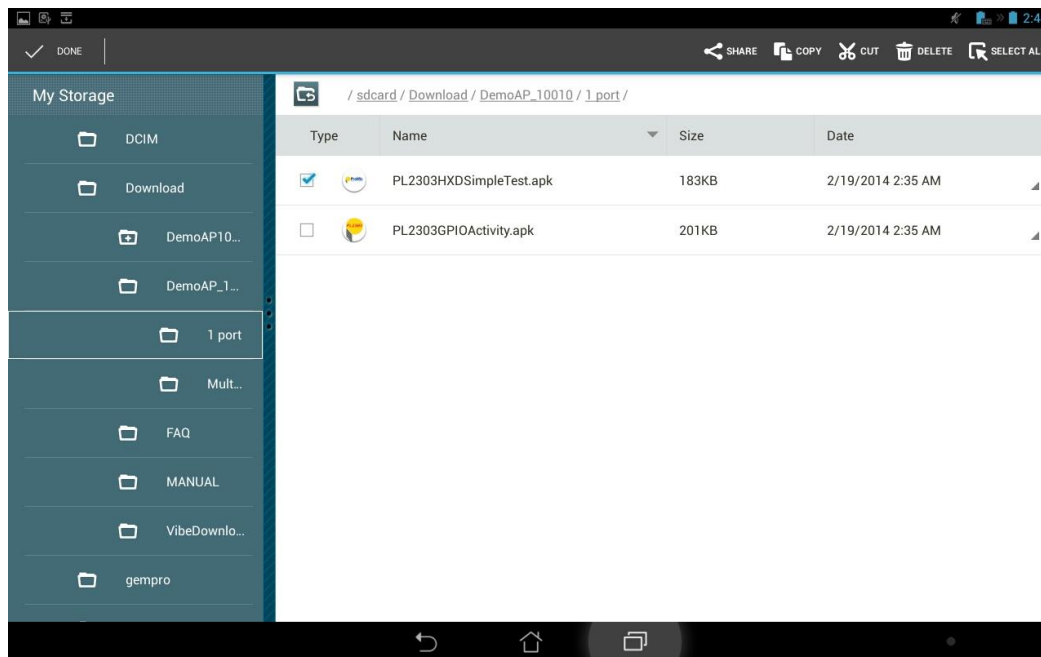 2:4
DONE
SHARE
COPY
CUT
DELETE
SELECT AL
My Storage
/ sdcard / Download / DemoAP_10010 / 1 port /
DCIM
Download
DemoAP10...
DemoAP_1...
1 port
Mult...
FAQ
MANUAL
VibeDownlo...
gempro
Type Name Size Date
PL2303HXDSimpleTest.apk 183KB 2/19/2014 2:35 AM
PL2303GPIOActivity.apk 201KB 2/19/2014 2:35 AM